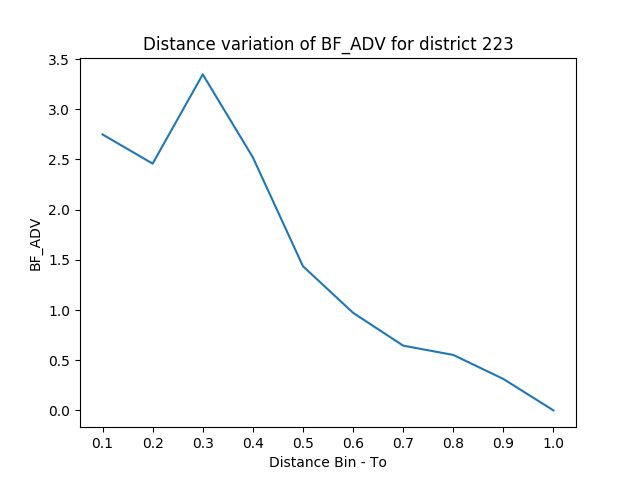 Distance variation of BF_ADV for district 223
3.5
3.0
2.5
2.0
1.5
1.0
0.5
0.0
BF_ADV
0.1 0.2 0.3 0.4 0.5 0.6 0.7 0.8 0.9 1.0
Distance Bin - To